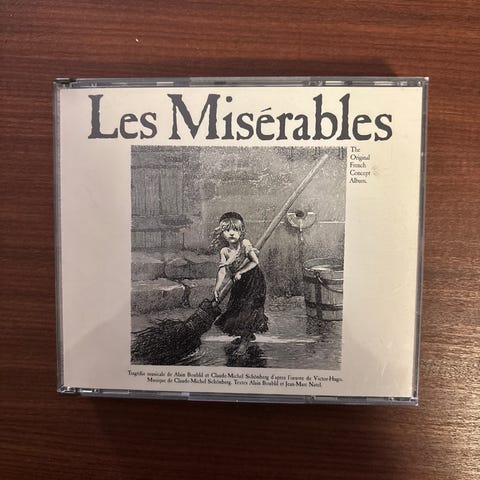 Les Misérables
The
Original
French
Concept
Album.
Tragédie musicale de Alain Boublil et Claude-Michel Schönberg d'après l'œuvre de Victor-Hugo.
Musique de Claude-Michel Schönberg. Textes Alain Boublil et Jean-Marc Natel.